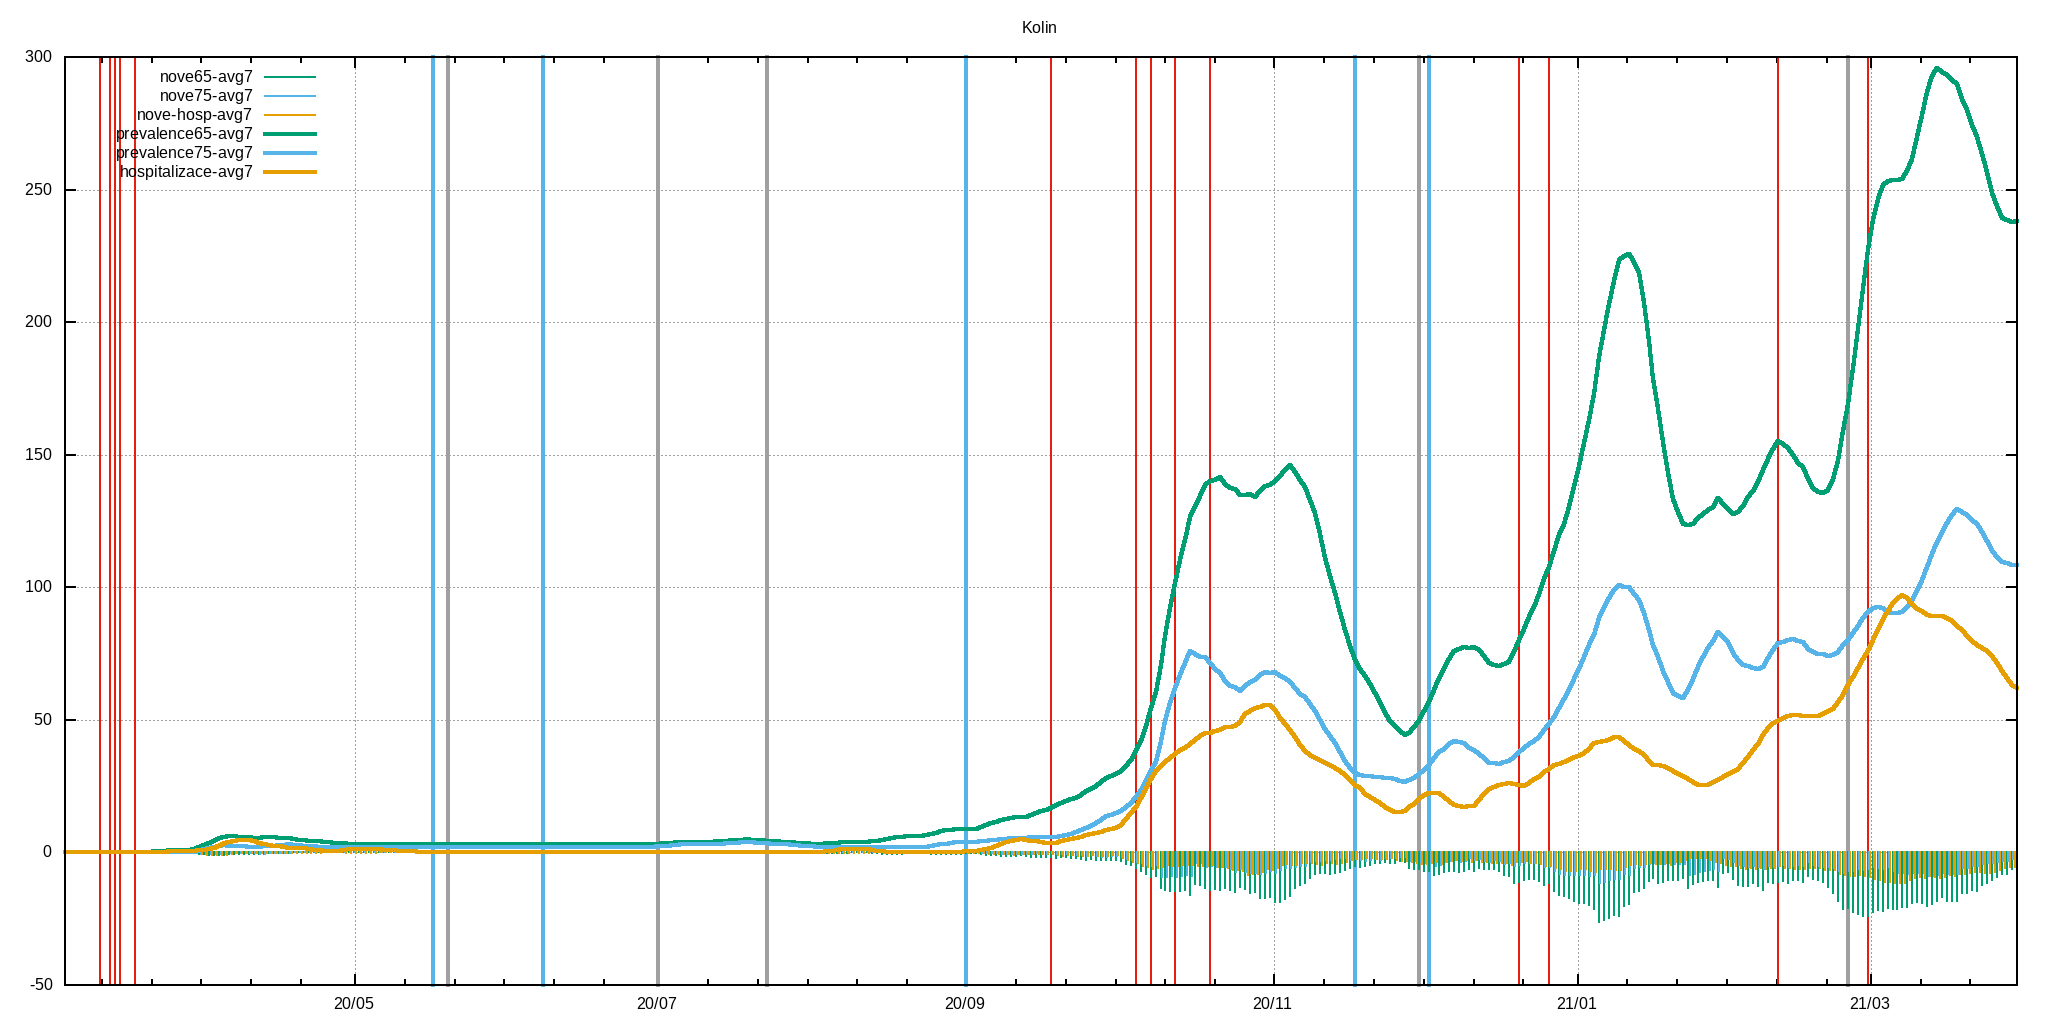 Kolin
300
nove65-avg7
nove75-avg7
nove-hosp-avg7
prevalence65-avg7
prevalence75-avg7
hospitalizace-avg7
250
200
150
100
50
0
-50
20/05 20/07 20/09 20/11 21/01 21/03